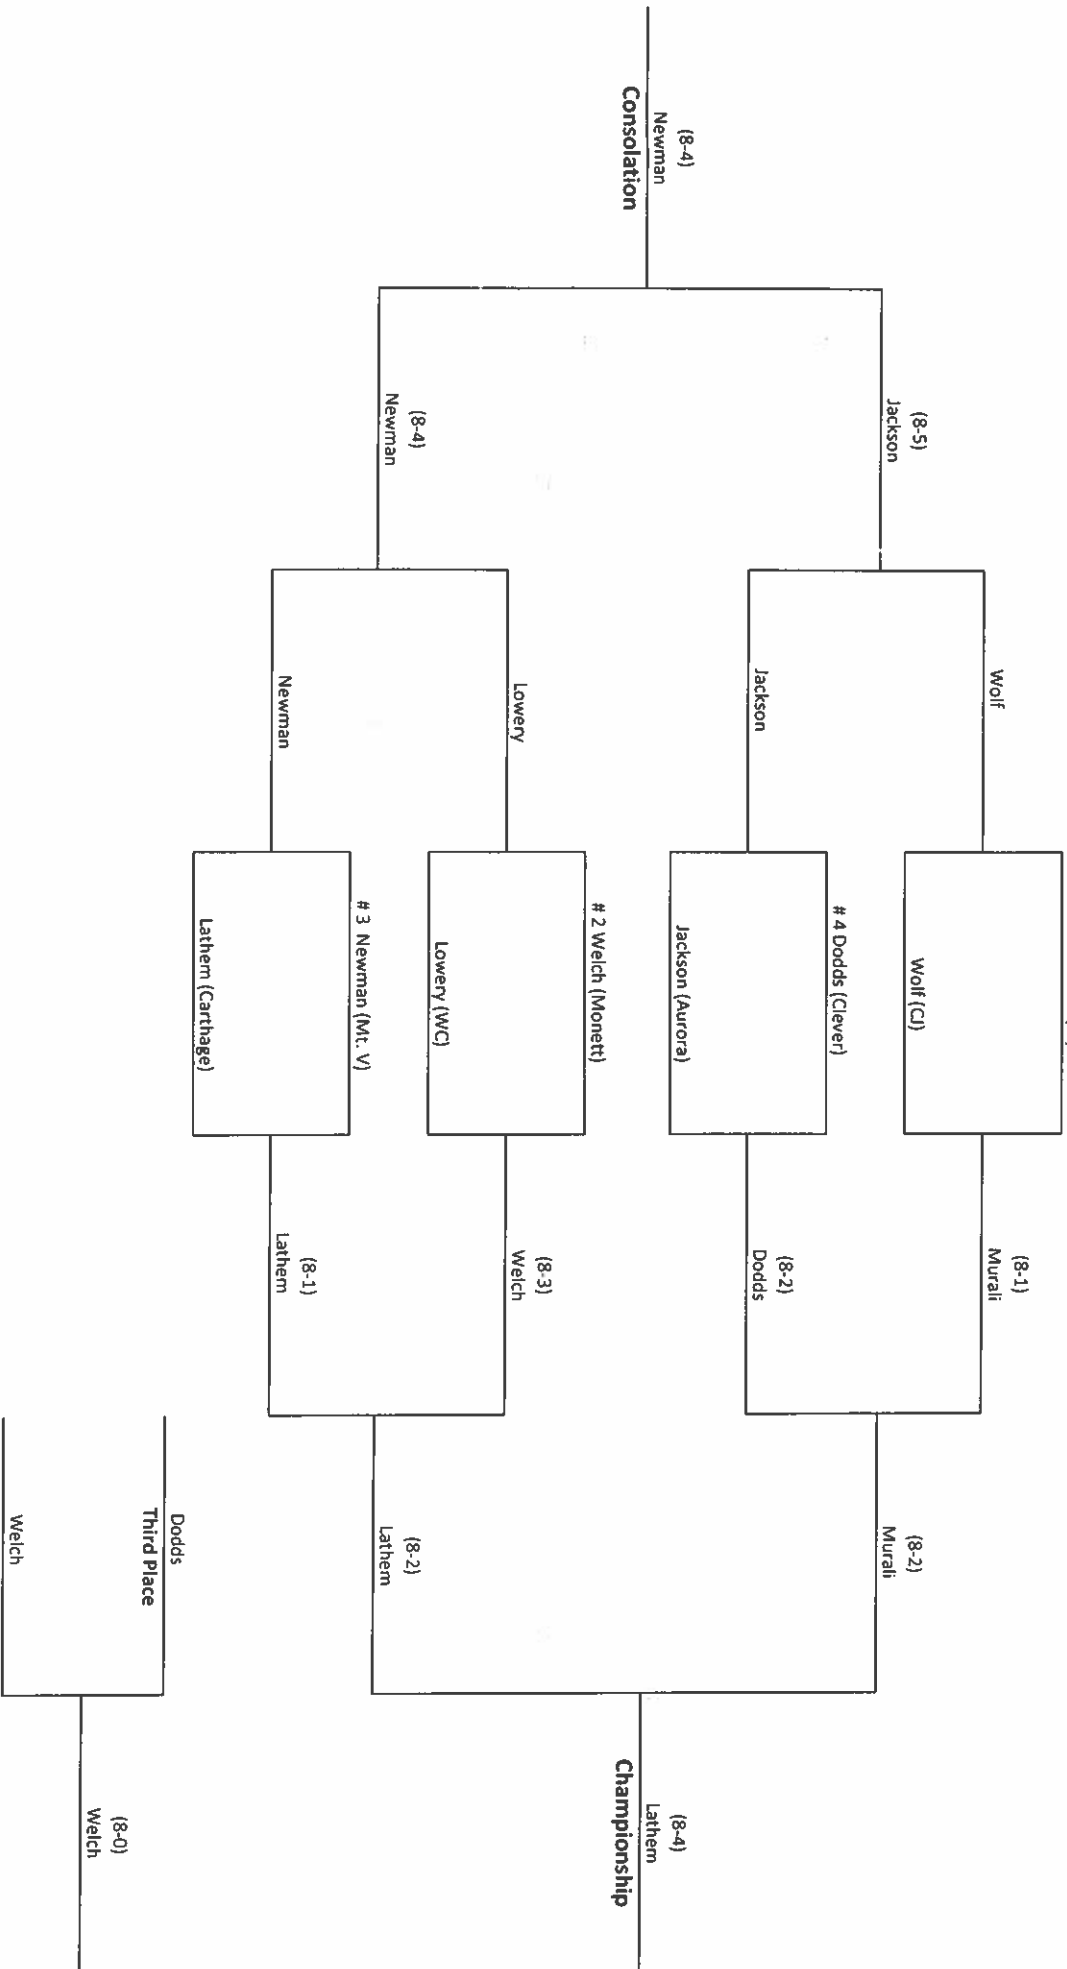 Wolf
Wolf (CJ)
(8-1)
Murali
(8-5)
Jackson
(8-2)
Murali
# 4 Dodds (Clever)
Jackson
Jackson (Aurora)
(8-2)
Dodds
(8-4)
Newman
Consolation
(8-4)
Lathem
Championship
# 2 Welch (Monett)
Lowery
Lowery (WC)
(8-3)
Welch
(8-4)
Newman
(8-2)
Lathem
# 3 Newman (Mt. V)
Newman
Lathem (Carthage)
(8-1)
Lathem
Dodds
Third Place
(8-0)
Welch
Welch